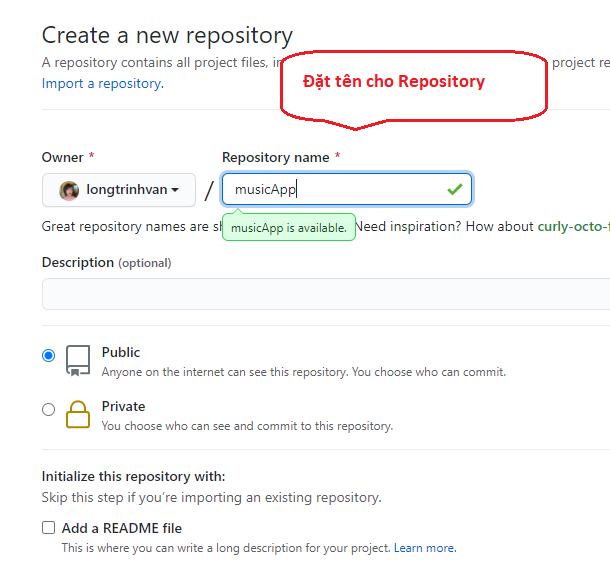 Create a new repository
A repository contains all project files, in project re
Import a repository.
Đặt tên cho Repository
Owner *
Repository name *
longtrinhvan
/
musicApp
Great repository names are sh Need inspiration? How about curly-octo-f
musicApp is available.
Description (optional)
Public
Anyone on the internet can see this repository. You choose who can commit.
Private
You choose who can see and commit to this repository.
Initialize this repository with:
Skip this step if you're importing an existing repository.
Add a README file
This is where you can write a long description for your project. Learn more.